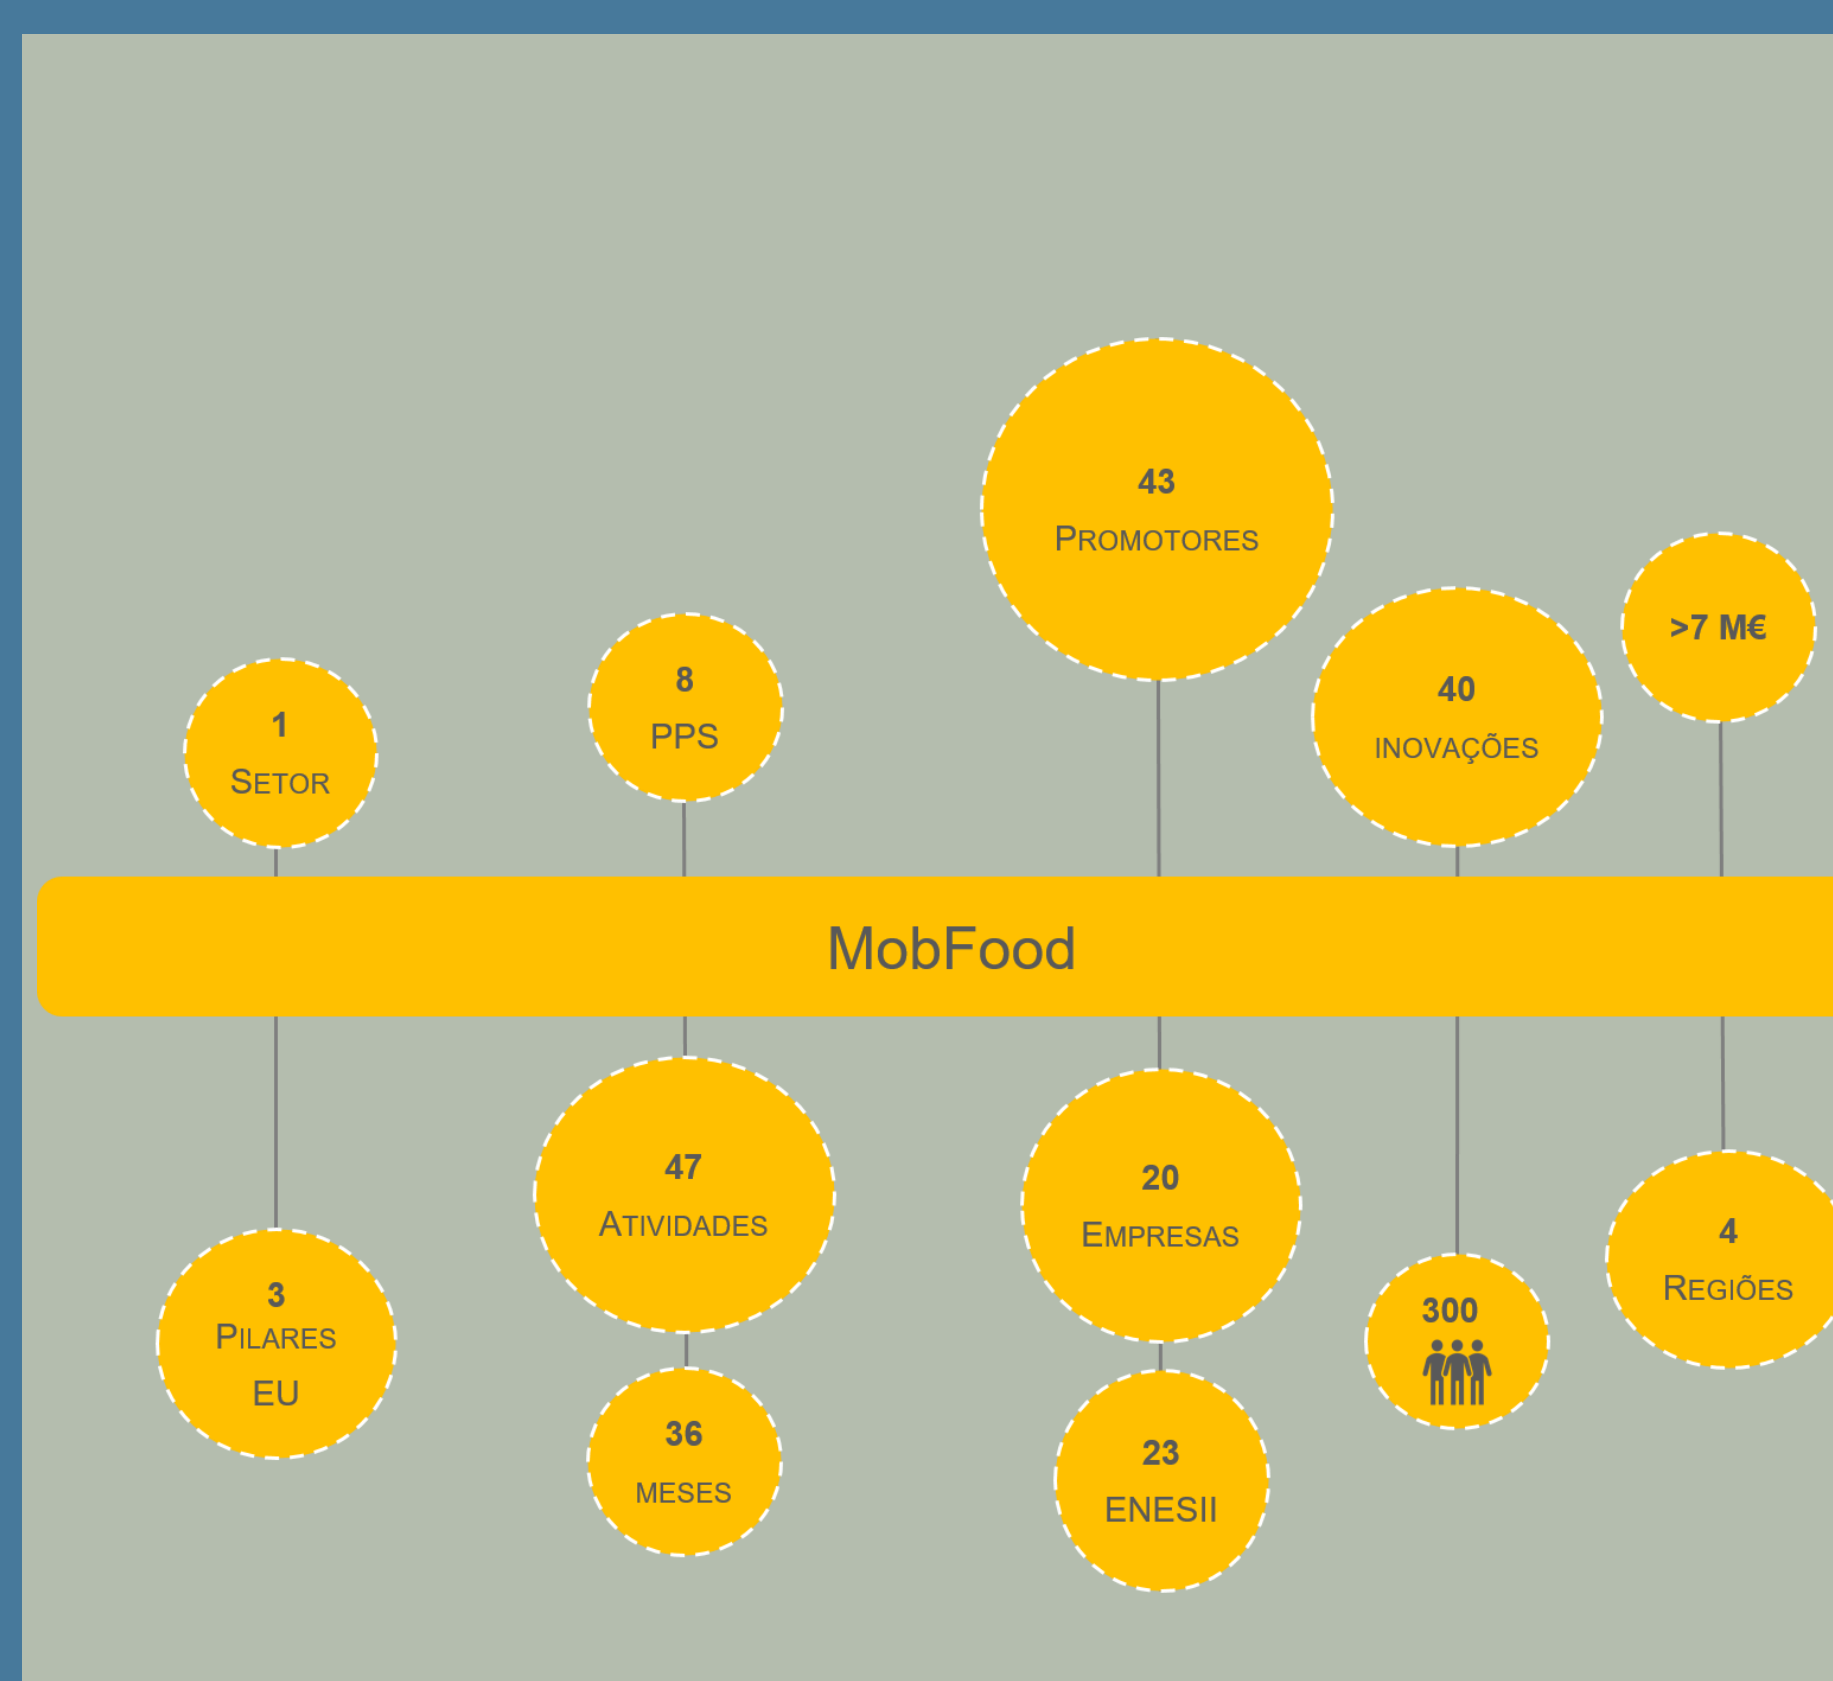 43
PROMOTORES
>7 M€
8
PPS
40
INOVAÇÕES
1
SETOR
MobFood
47
ATIVIDADES
20
EMPRESAS
4
REGIÕES
3
PILARES
EU
300
36
MESES
23
ENESII